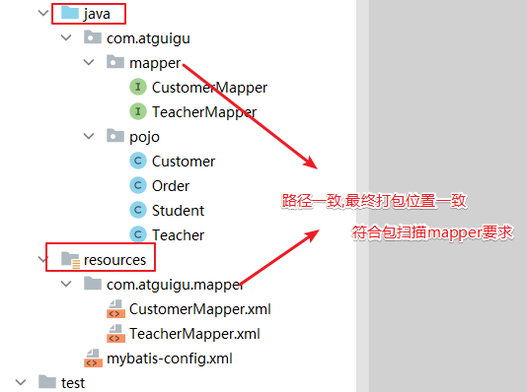 java
com.atguigu
mapper
CustomerMapper
TeacherMapper
pojo
Customer
Order
Student
Teacher
resources
com.atguigu.mapper
CustomerMapper.xml
TeacherMapper.xml
mybatis-config.xml
test
路径一致,最终打包位置一致
符合包扫描mapper要求